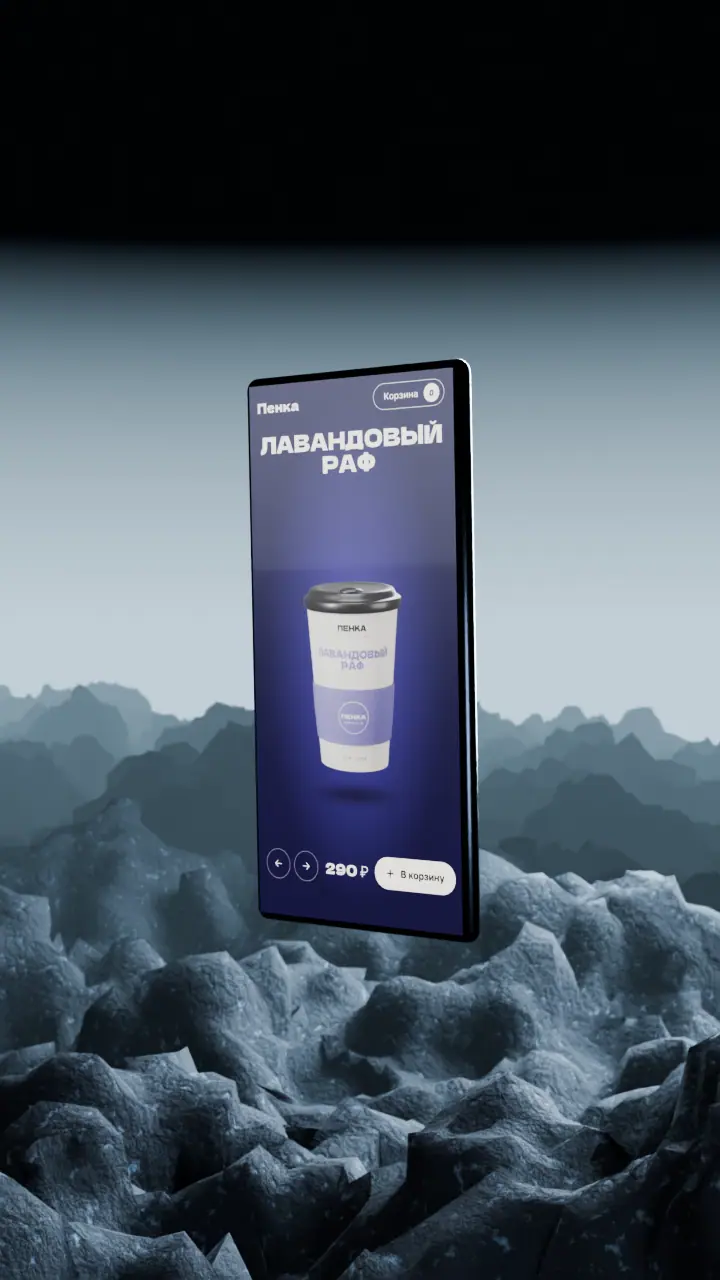 Пенка
Корзина 0
ЛАВАНДОВЫЙ
РАФ
ПЕНКА
ЛАВАНДОВЫЙ
РАФ
ПЕНКА
290 ₽
+ В корзину